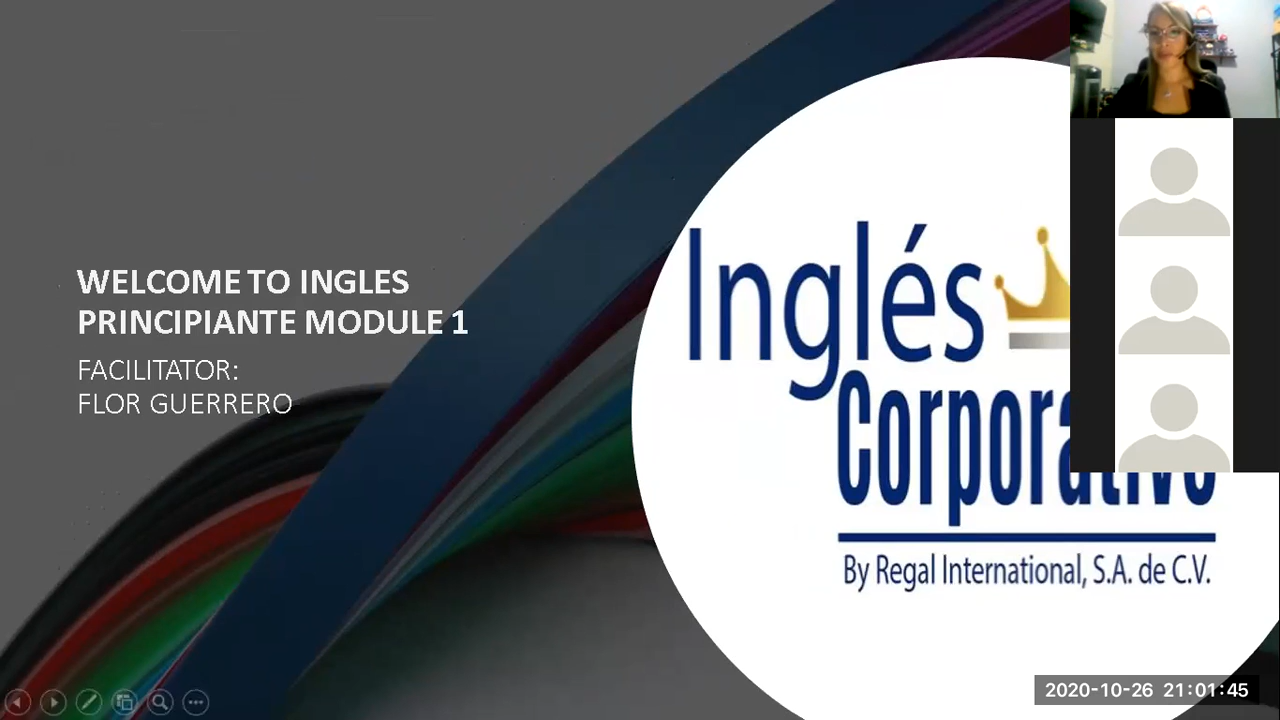 WELCOME TO INGLES
PRINCIPIANTE MODULE 1
FACILITATOR:
FLOR GUERRERO
Inglés
Corporativo
By Regal International, S.A. de C.V.
2020-10-26 21:01:45